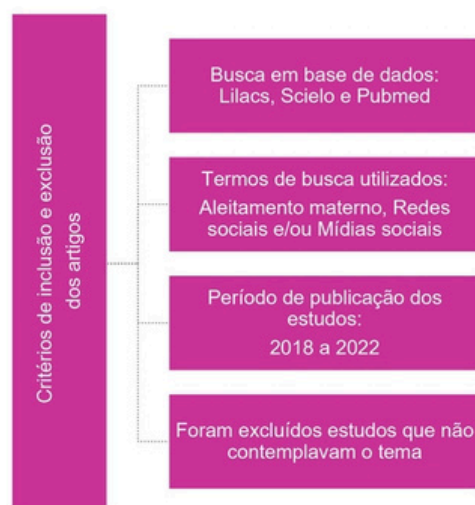 Critérios de inclusão e exclusão
dos artigos
Busca em base de dados:
Lilacs, Scielo e Pubmed
Termos de busca utilizados:
Aleitamento materno, Redes
sociais e/ou Mídias sociais
Período de publicação dos
estudos:
2018 a 2022
Foram excluídos estudos que não
contemplavam o tema